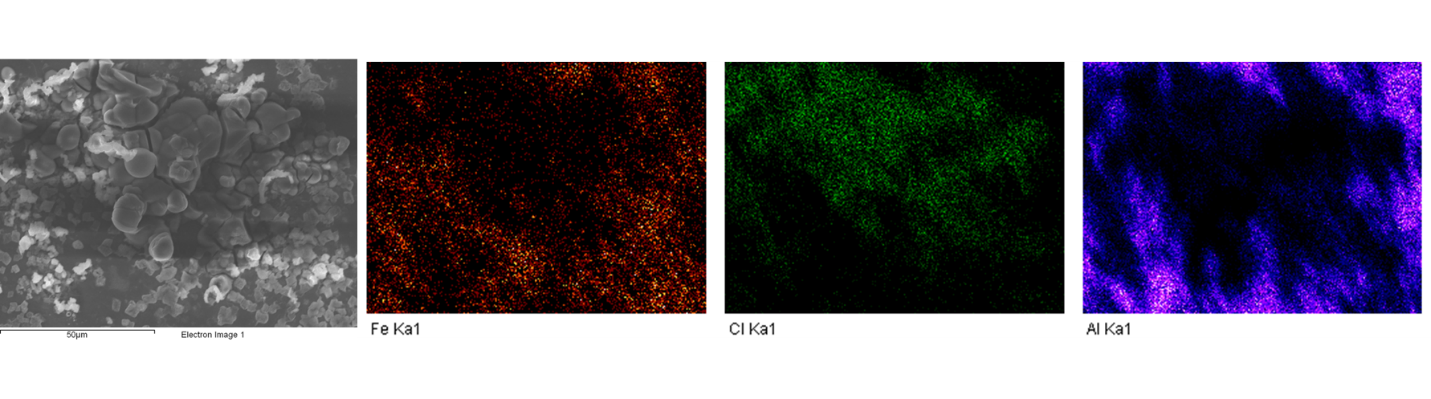 50μm
Electron Image 1
Fe Ka1
Cl Ka1
Al Ka1